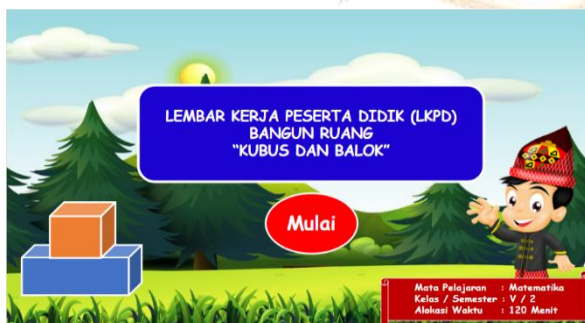 LEMBAR KERJA PESERTA DIDIK (LKPD)
BANGUN RUANG
“KUBUS DAN BALOK”
Mulai
Mata Pelajaran : Matematika
Kelas / Semester : V / 2
Alokasi Waktu : 120 Menit